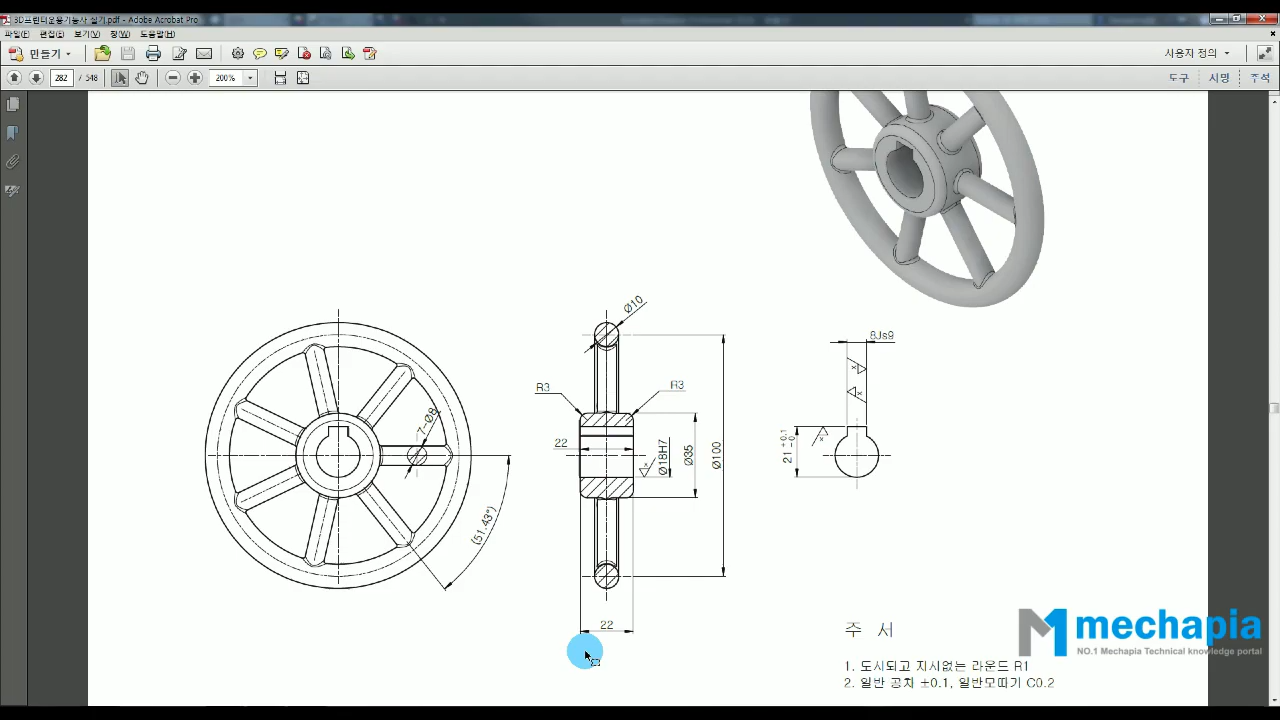 3D프린터운용기능사 실기.pdf - Adobe Acrobat Pro
파일(F) 편집(E) 보기(V) 창(W) 도움말(H)
만들기
사용자 정의
282 / 548
200%
도구 서명 주석
Ø10
8Js9
R3
R3
7-Ø8
22
Ø18H7
Ø35
Ø100
21 +0.1 -0
x
x
x
x
(51.43°)
22
주 서
mechapia
NO.1 Mechapia Technical knowledge portal
1. 도시되고 지시없는 라운드 R1
2. 일반 공차 ±0.1, 일반모따기 C0.2